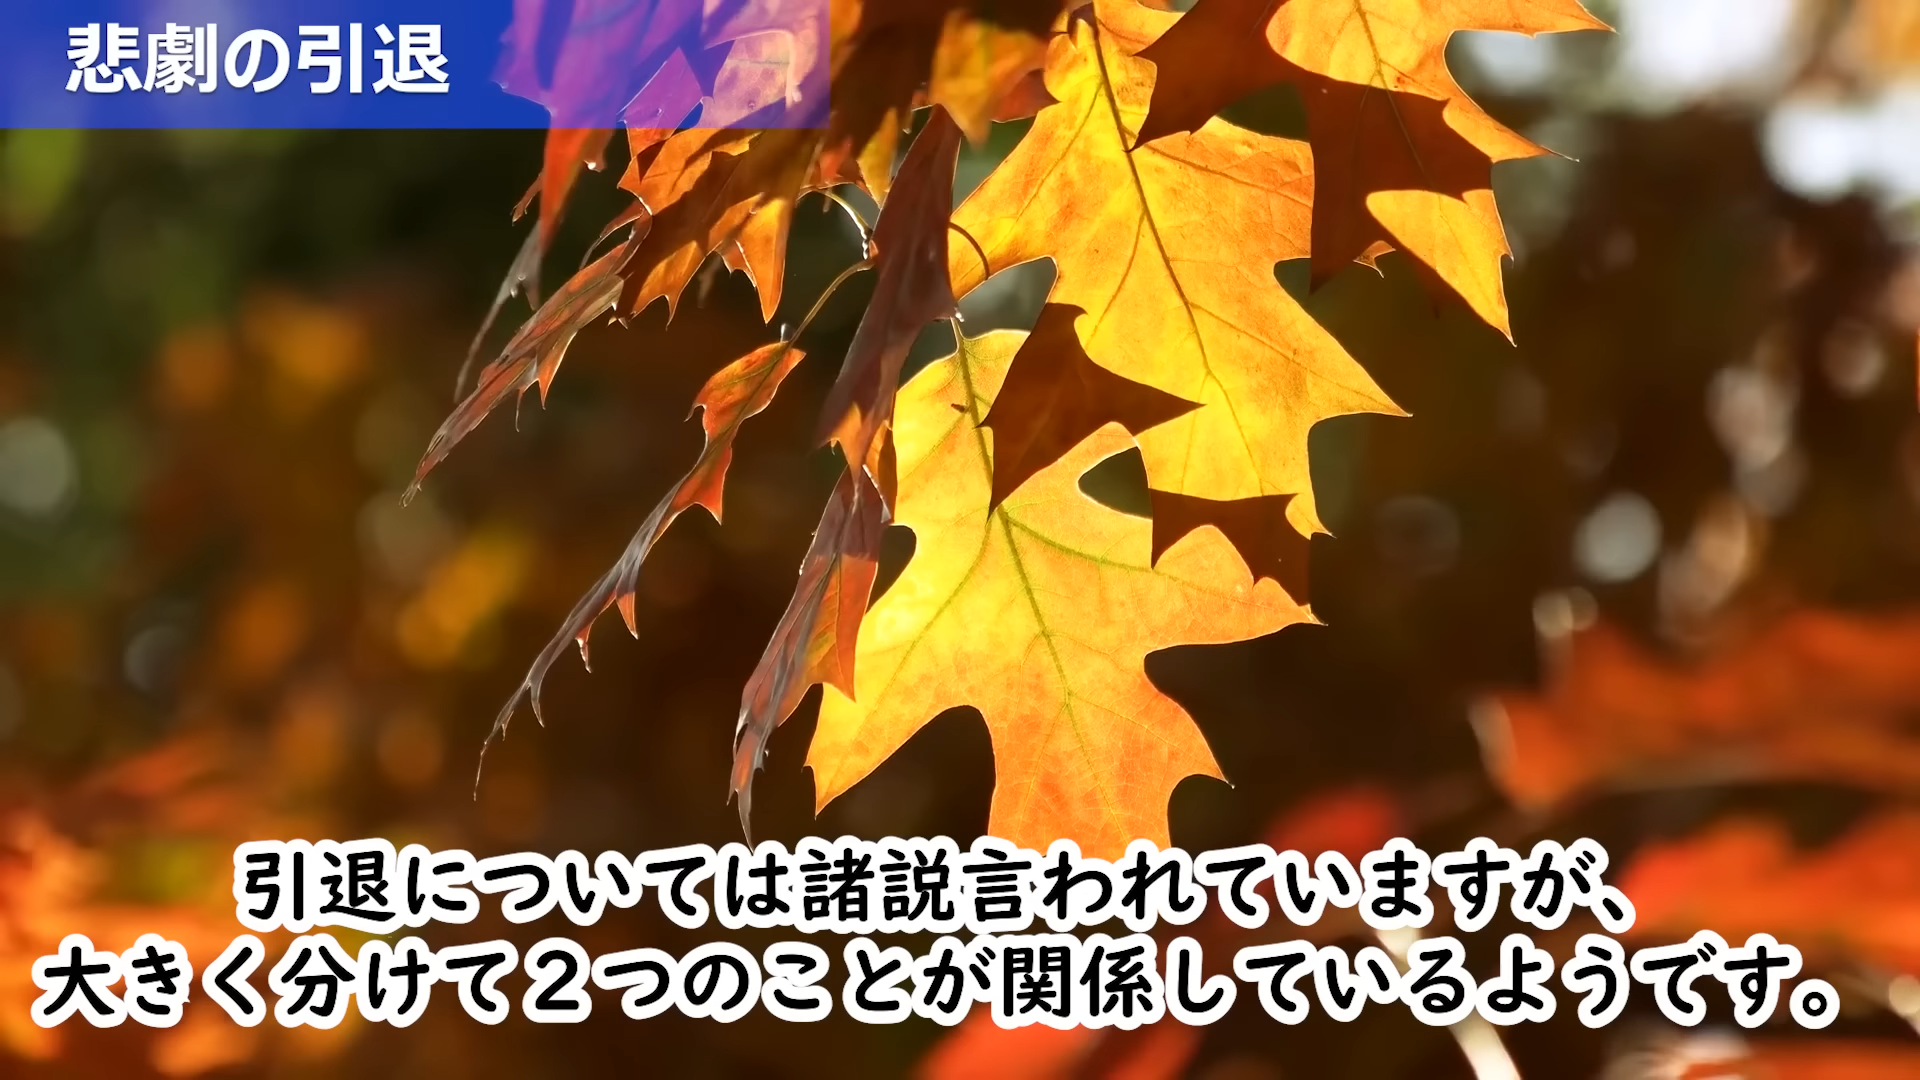 悲劇の引退
引退については諸説言われていますが、
大きく分けて２つのことが関係しているようです。